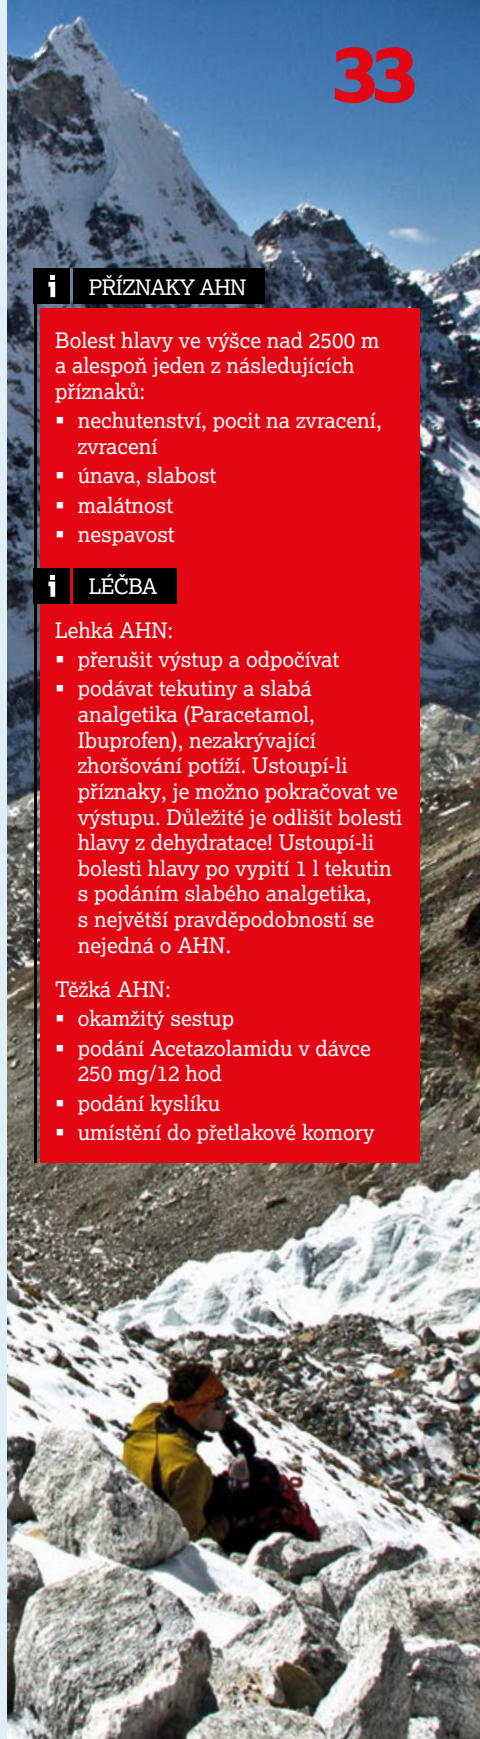 33
i PŘÍZNAKY AHN
Bolest hlavy ve výšce nad 2500 m
a alespoň jeden z následujících
příznaků:
▪ nechutenství, pocit na zvracení,
zvracení
▪ únava, slabost
▪ malátnost
▪ nespavost
i LÉČBA
Lehká AHN:
▪ přerušit výstup a odpočívat
▪ podávat tekutiny a slabá
analgetika (Paracetamol,
Ibuprofen), nezakrývající
zhoršování potíží. Ustoupí-li
příznaky, je možno pokračovat ve
výstupu. Důležité je odlišit bolesti
hlavy z dehydratace! Ustoupí-li
bolesti hlavy po vypití 1 l tekutin
s podáním slabého analgetika,
s největší pravděpodobností se
nejedná o AHN.
Těžká AHN:
▪ okamžitý sestup
▪ podání Acetazolamidu v dávce
250 mg/12 hod
▪ podání kyslíku
▪ umístění do přetlakové komory